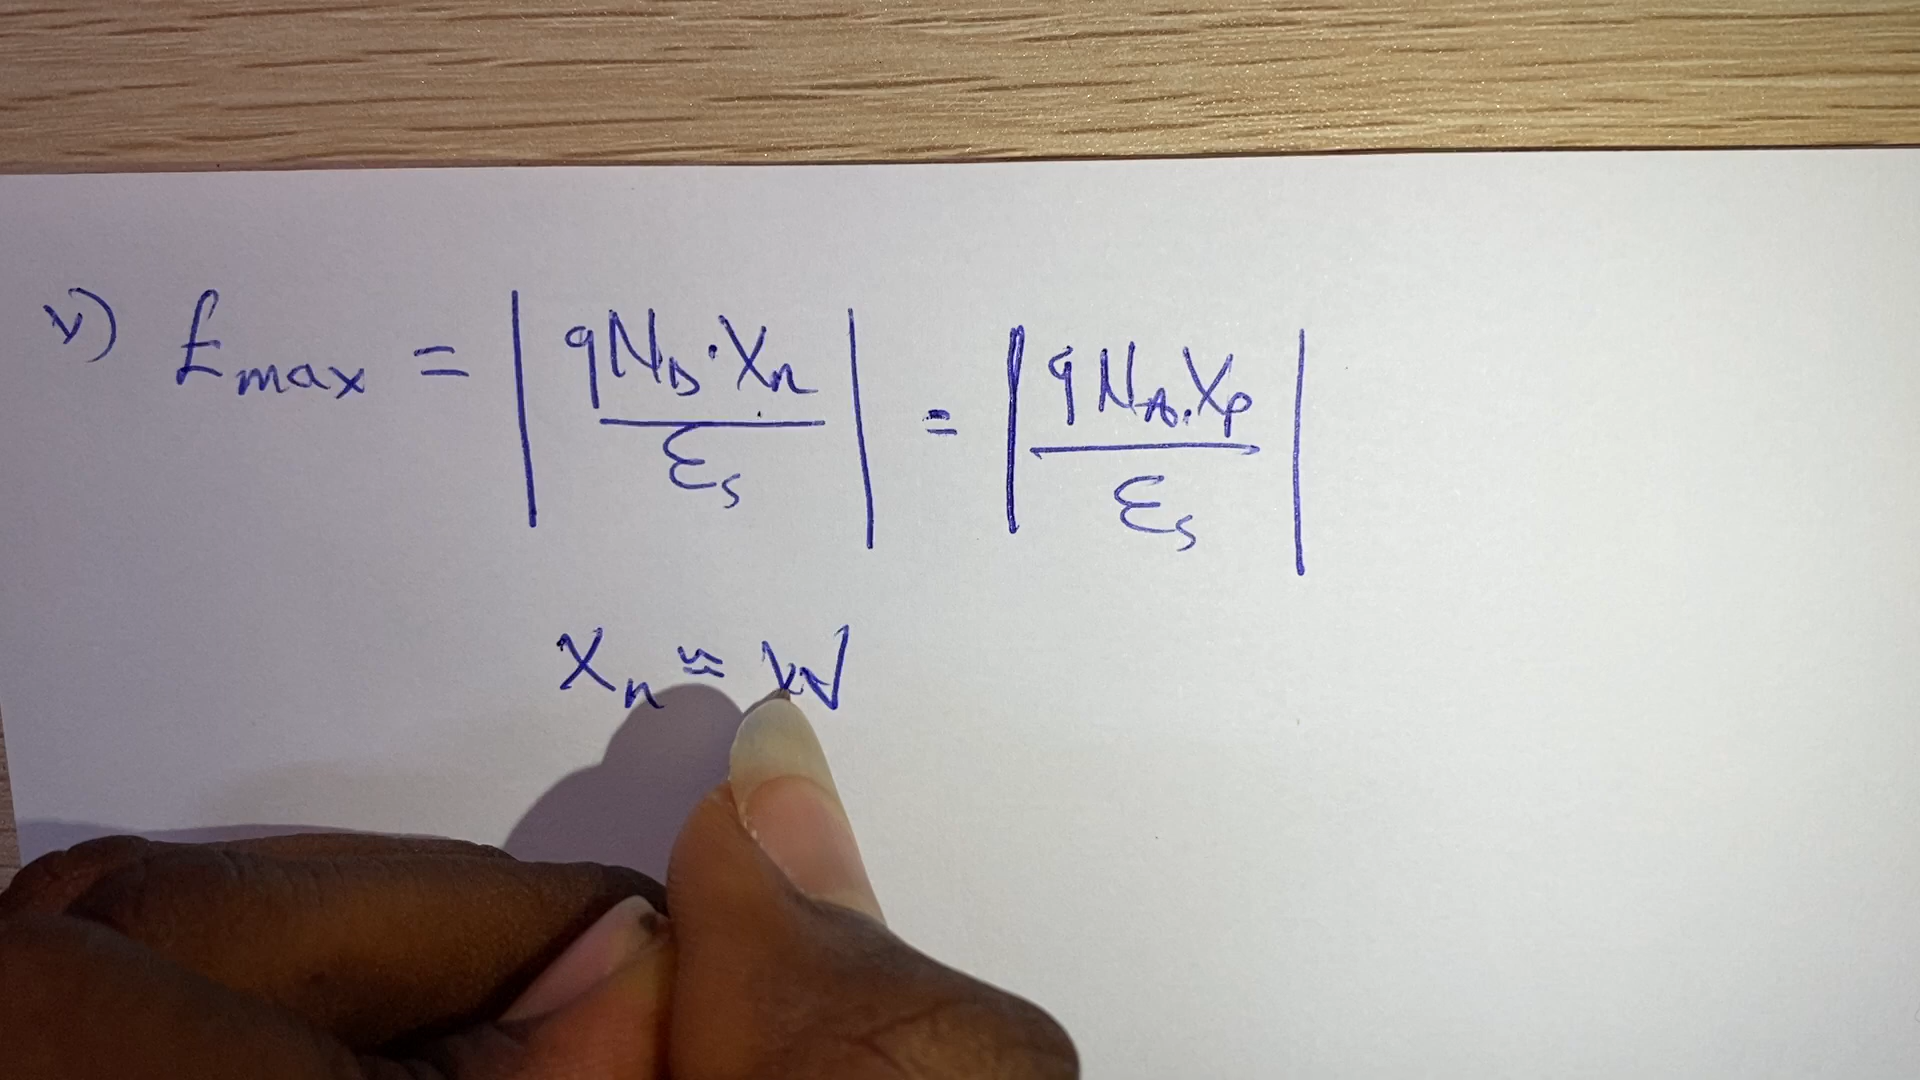 v) Emax = | qND·Xn / εs | = | qNA·Xp / εs |
Xn ≈ W